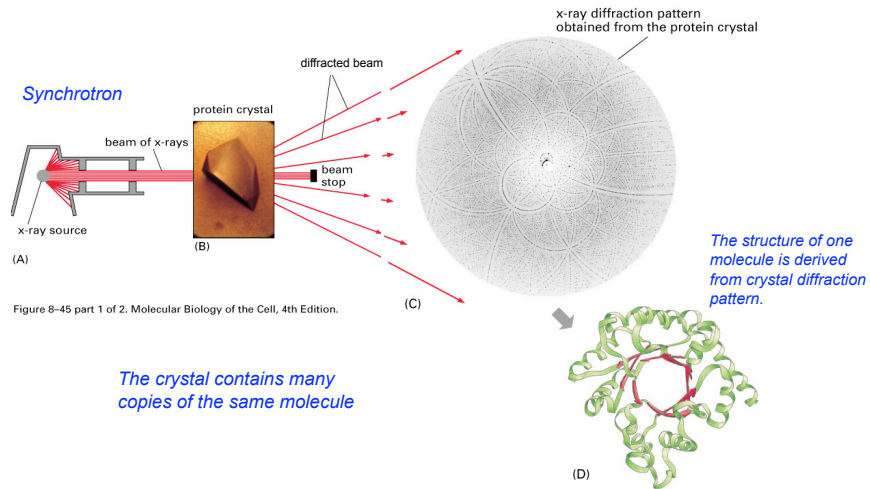 x-ray diffraction pattern
obtained from the protein crystal
diffracted beam
Synchrotron
protein crystal
beam of x-rays
beam
stop
x-ray source
(A)
(B)
(C)
Figure 8–45 part 1 of 2. Molecular Biology of the Cell, 4th Edition.
The structure of one
molecule is derived
from crystal diffraction
pattern.
The crystal contains many
copies of the same molecule
(D)